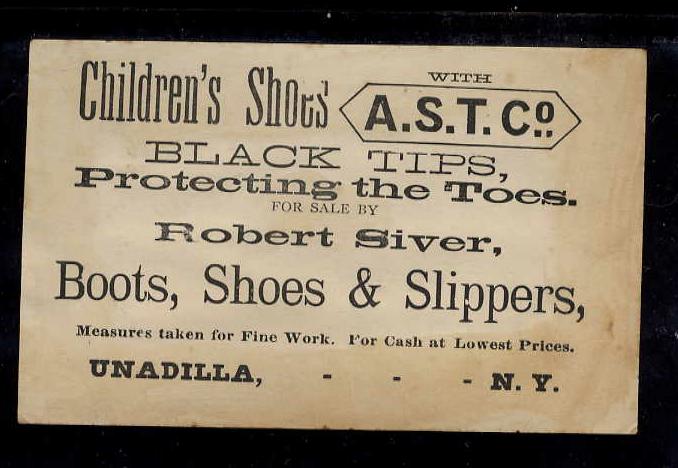 Children's Shoes
WITH
A.S.T. Co.
BLACK TIPS,
Protecting the Toes.
FOR SALE BY
Robert Siver,
Boots, Shoes & Slippers,
Measures taken for Fine Work. For Cash at Lowest Prices.
UNADILLA, - - - N. Y.